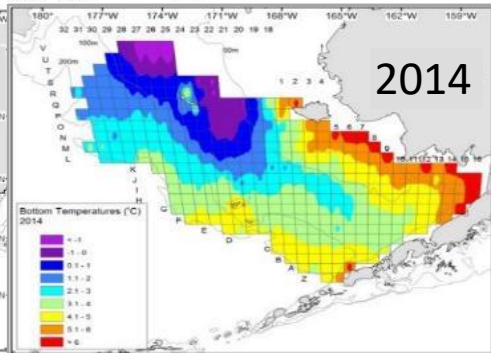 180° 177°W 174°W 171°W 168°W 165°W 162°W 159°W
32 31 30 29 28 27 26 25 24 23 22 21 20 19 18
100m
50m
200m
V
U
T
S
R
Q
P
O
N
M
L
1 2 3 4
2014
5 6 7
8
9
10 11 12 13 14 15 16
K
J
I
H
G
F
E
D
C
B
A
Z
Bottom Temperatures (°C)
2014
< -1
-1 - 0
0.1 - 1
1.1 - 2
2.1 - 3
3.1 - 4
4.1 - 5
5.1 - 6
> 6